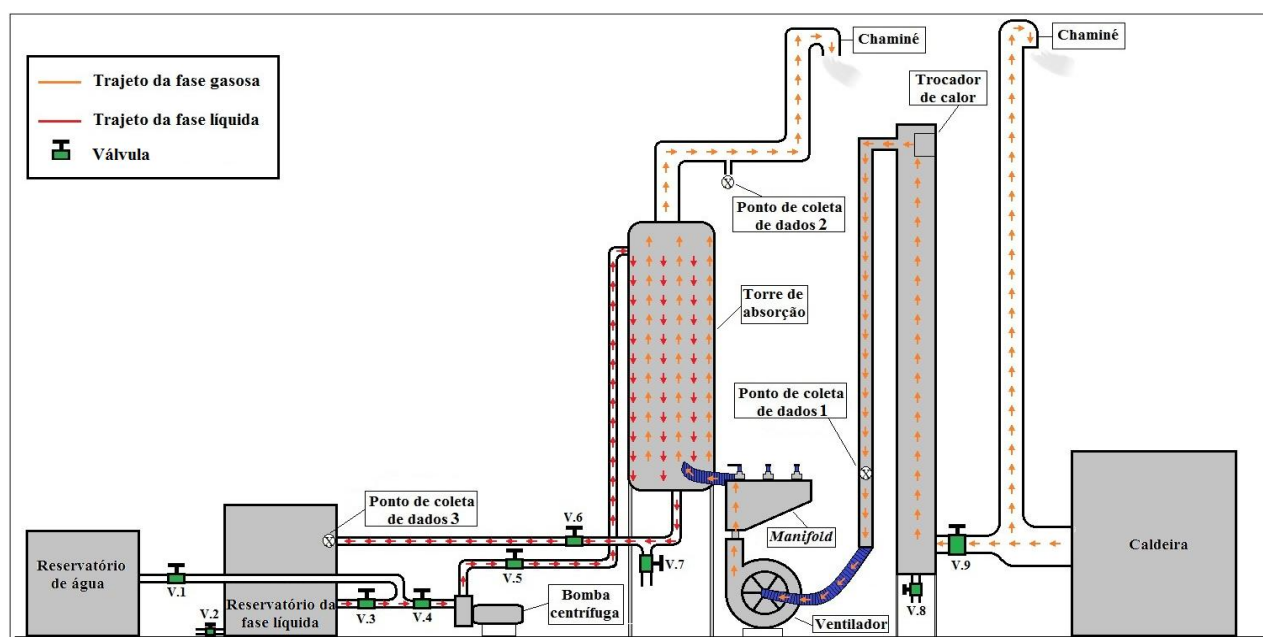 Trajeto da fase gasosa
Trajeto da fase líquida
Válvula
Chaminé
Chaminé
Trocador
de calor
Ponto de coleta
de dados 2
Torre de
absorção
Ponto de coleta
de dados 1
Ponto de coleta
de dados 3
V.6
Manifold
V.9
Caldeira
Reservatório
de água
V.1
V.5
V.7
Bomba
centrífuga
V.8
V.2
Reservatório da
fase líquida
V.3
V.4
Ventilador